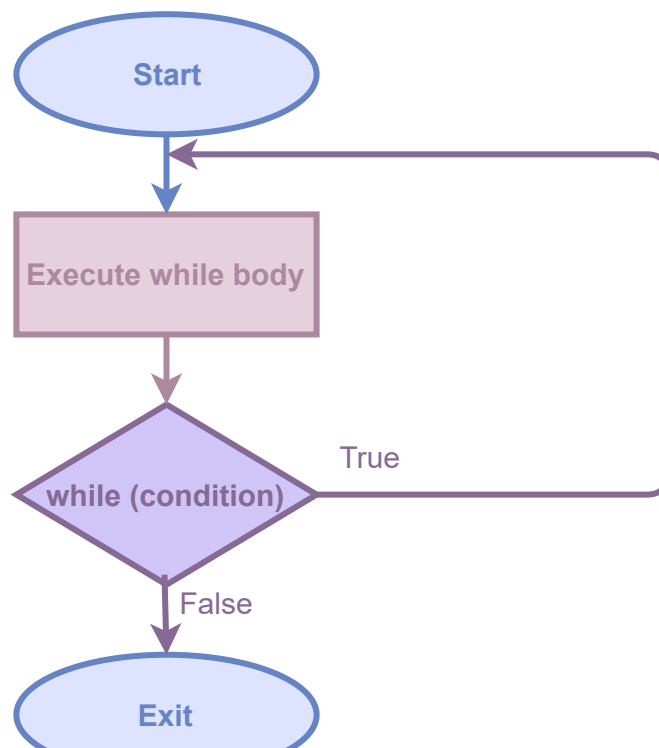 Start
Execute while body
while (condition)
True
False
Exit